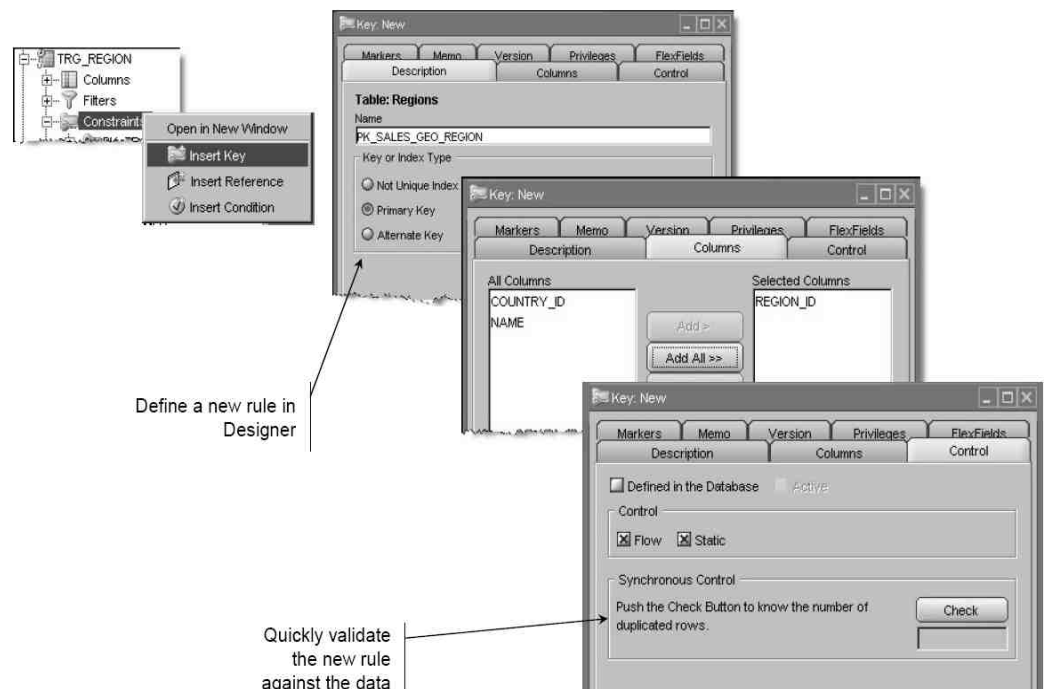 TRG_REGION
Columns
Filters
Constraints
Open in New Window
Insert Key
Insert Reference
Insert Condition
Key: New
Markers Memo Version Privileges FlexFields
Description Columns Control
Table: Regions
Name
PK_SALES_GEO_REGION
Key or Index Type
Not Unique Index
Primary Key
Alternate Key
Key: New
Markers Memo Version Privileges FlexFields
Description Columns Control
All Columns
Selected Columns
COUNTRY_ID
NAME
REGION_ID
Add >
Add All >>
Define a new rule in
Designer
Key: New
Markers Memo Version Privileges FlexFields
Description Columns Control
Defined in the Database Active
Control
Flow Static
Synchronous Control
Push the Check Button to know the number of
duplicated rows.
Check
Quickly validate
the new rule
against the data